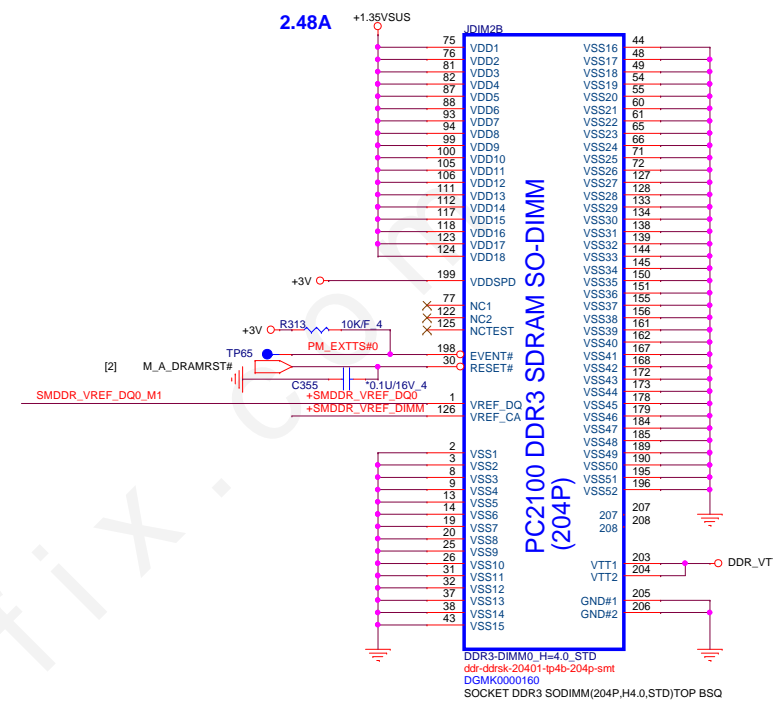 2.48A
+1.35VSUS
JDIM2B
75 VDD1 VSS16 44
76 VDD2 VSS17 48
81 VDD3 VSS18 49
82 VDD4 VSS19 54
87 VDD5 VSS20 55
88 VDD6 VSS21 60
93 VDD7 VSS22 61
94 VDD8 VSS23 65
99 VDD9 VSS24 66
100 VDD10 VSS25 71
105 VDD11 VSS26 72
106 VDD12 VSS27 127
111 VDD13 VSS28 128
112 VDD14 VSS29 133
117 VDD15 VSS30 134
118 VDD16 VSS31 138
123 VDD17 VSS32 139
124 VDD18 VSS33 144
VSS34 145
+3V 199 VDDSPD VSS35 150
VSS36 151
77 NC1 VSS37 155
122 NC2 VSS38 156
125 NCTEST VSS39 161
+3V R313 10K/F_4 VSS40 162
TP65 PM_EXTTS#0 198 EVENT# VSS41 167
[2] M_A_DRAMRST# 30 RESET# VSS42 168
VSS43 172
C355 *0.1U/16V_4 VSS44 173
SMDDR_VREF_DQ0_M1 +SMDDR_VREF_DQ0 1 VREF_DQ VSS45 178
+SMDDR_VREF_DIMM 126 VREF_CA VSS46 179
VSS47 184
VSS48 185
2 VSS1 VSS49 189
3 VSS2 VSS50 190
8 VSS3 VSS51 195
9 VSS4 VSS52 196
13 VSS5
14 VSS6 207 207
19 VSS7 208 208
20 VSS8
25 VSS9
26 VSS10 VTT1 203 DDR_VT
31 VSS11 VTT2 204
32 VSS12
37 VSS13 GND#1 205
38 VSS14 GND#2 206
43 VSS15
PC2100 DDR3 SDRAM SO-DIMM
(204P)
DDR3-DIMM0_H=4.0_STD
ddr-ddrsk-20401-tp4b-204p-smt
DGMK0000160
SOCKET DDR3 SODIMM(204P,H4.0,STD)TOP BSQ
fix.com